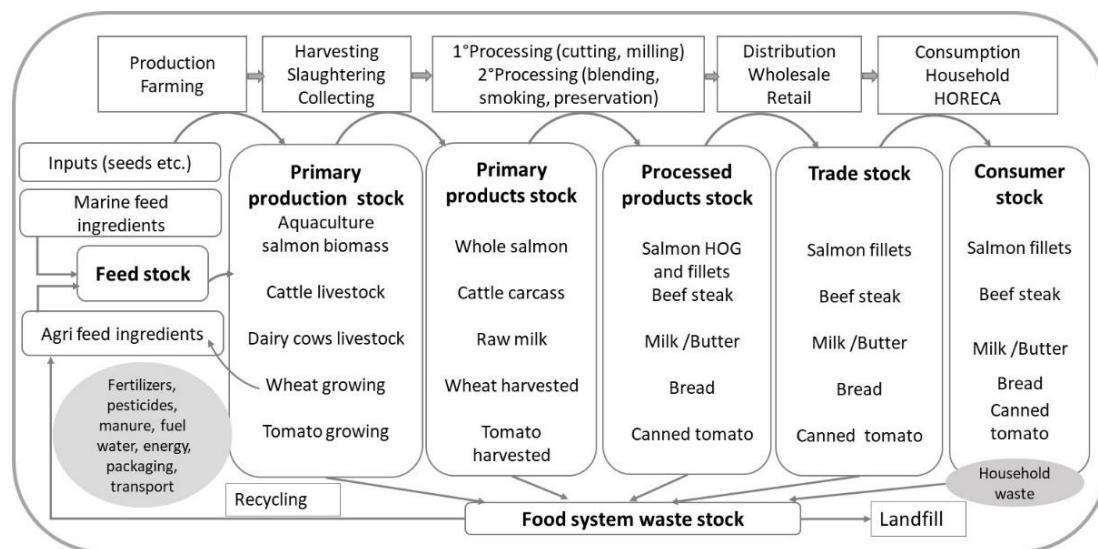 Production
Farming
Harvesting
Slaughtering
Collecting
1°Processing (cutting, milling)
2°Processing (blending,
smoking, preservation)
Distribution
Wholesale
Retail
Consumption
Household
HORECA
Inputs (seeds etc.)
Marine feed
ingredients
Feed stock
Agri feed ingredients
Fertilizers,
pesticides,
manure, fuel
water, energy,
packaging,
transport
Primary
production stock
Aquaculture
salmon biomass
Cattle livestock
Dairy cows livestock
Wheat growing
Tomato growing
Primary
products stock
Whole salmon
Cattle carcass
Raw milk
Wheat harvested
Tomato
harvested
Processed
products stock
Salmon HOG
and fillets
Beef steak
Milk /Butter
Bread
Canned tomato
Trade stock
Salmon fillets
Beef steak
Milk /Butter
Bread
Canned tomato
Consumer
stock
Salmon fillets
Beef steak
Milk /Butter
Bread
Canned
tomato
Household
waste
Recycling
Food system waste stock
Landfill